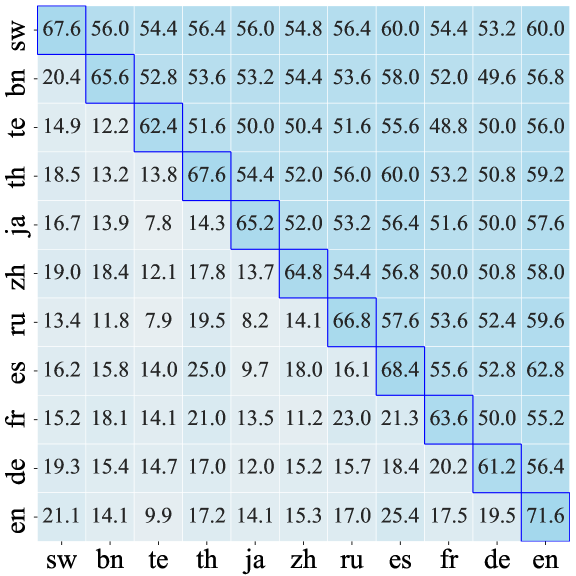 sw 67.6 56.0 54.4 56.4 56.0 54.8 56.4 60.0 54.4 53.2 60.0
bn 20.4 65.6 52.8 53.6 53.2 54.4 53.6 58.0 52.0 49.6 56.8
te 14.9 12.2 62.4 51.6 50.0 50.4 51.6 55.6 48.8 50.0 56.0
th 18.5 13.2 13.8 67.6 54.4 52.0 56.0 60.0 53.2 50.8 59.2
ja 16.7 13.9 7.8 14.3 65.2 52.0 53.2 56.4 51.6 50.0 57.6
zh 19.0 18.4 12.1 17.8 13.7 64.8 54.4 56.8 50.0 50.8 58.0
ru 13.4 11.8 7.9 19.5 8.2 14.1 66.8 57.6 53.6 52.4 59.6
es 16.2 15.8 14.0 25.0 9.7 18.0 16.1 68.4 55.6 52.8 62.8
fr 15.2 18.1 14.1 21.0 13.5 11.2 23.0 21.3 63.6 50.0 55.2
de 19.3 15.4 14.7 17.0 12.0 15.2 15.7 18.4 20.2 61.2 56.4
en 21.1 14.1 9.9 17.2 14.1 15.3 17.0 25.4 17.5 19.5 71.6
sw bn te th ja zh ru es fr de en